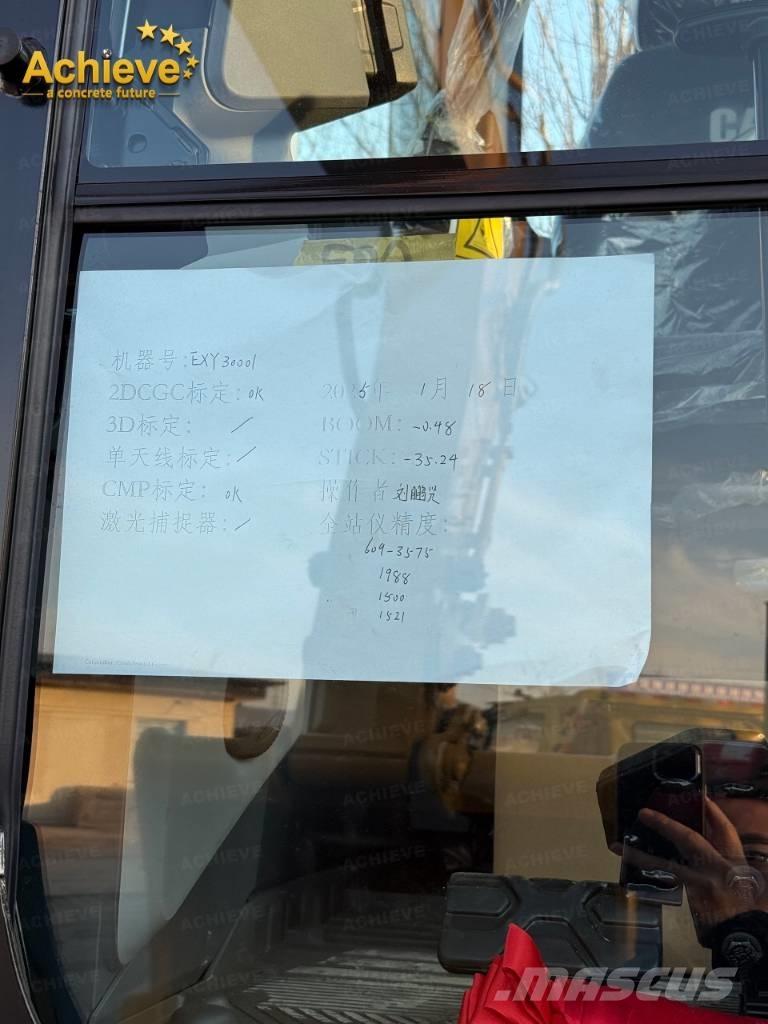 Achieve
a concrete future
CA
机器号:EXY30001
2DCGC标定:OK 2025年 1月 18日
3D标定: / BOOM: -0.48
单天线标定:/ STICK: -35.24
CMP标定: OK 操作者
激光捕捉器:/ 全站仪精度:
609-3575
1988
1500
1521
MASCUS